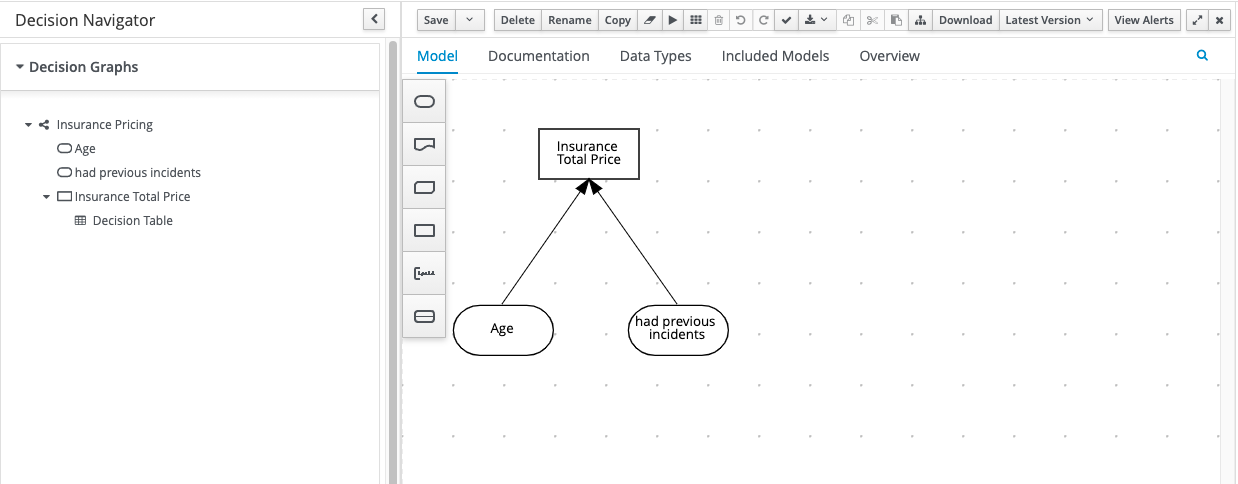 Decision Navigator
Decision Graphs
Insurance Pricing
Age
had previous incidents
Insurance Total Price
Decision Table
Save
Delete
Rename
Copy
Download
Latest Version
View Alerts
Model
Documentation
Data Types
Included Models
Overview
Insurance
Total Price
Age
had previous
incidents